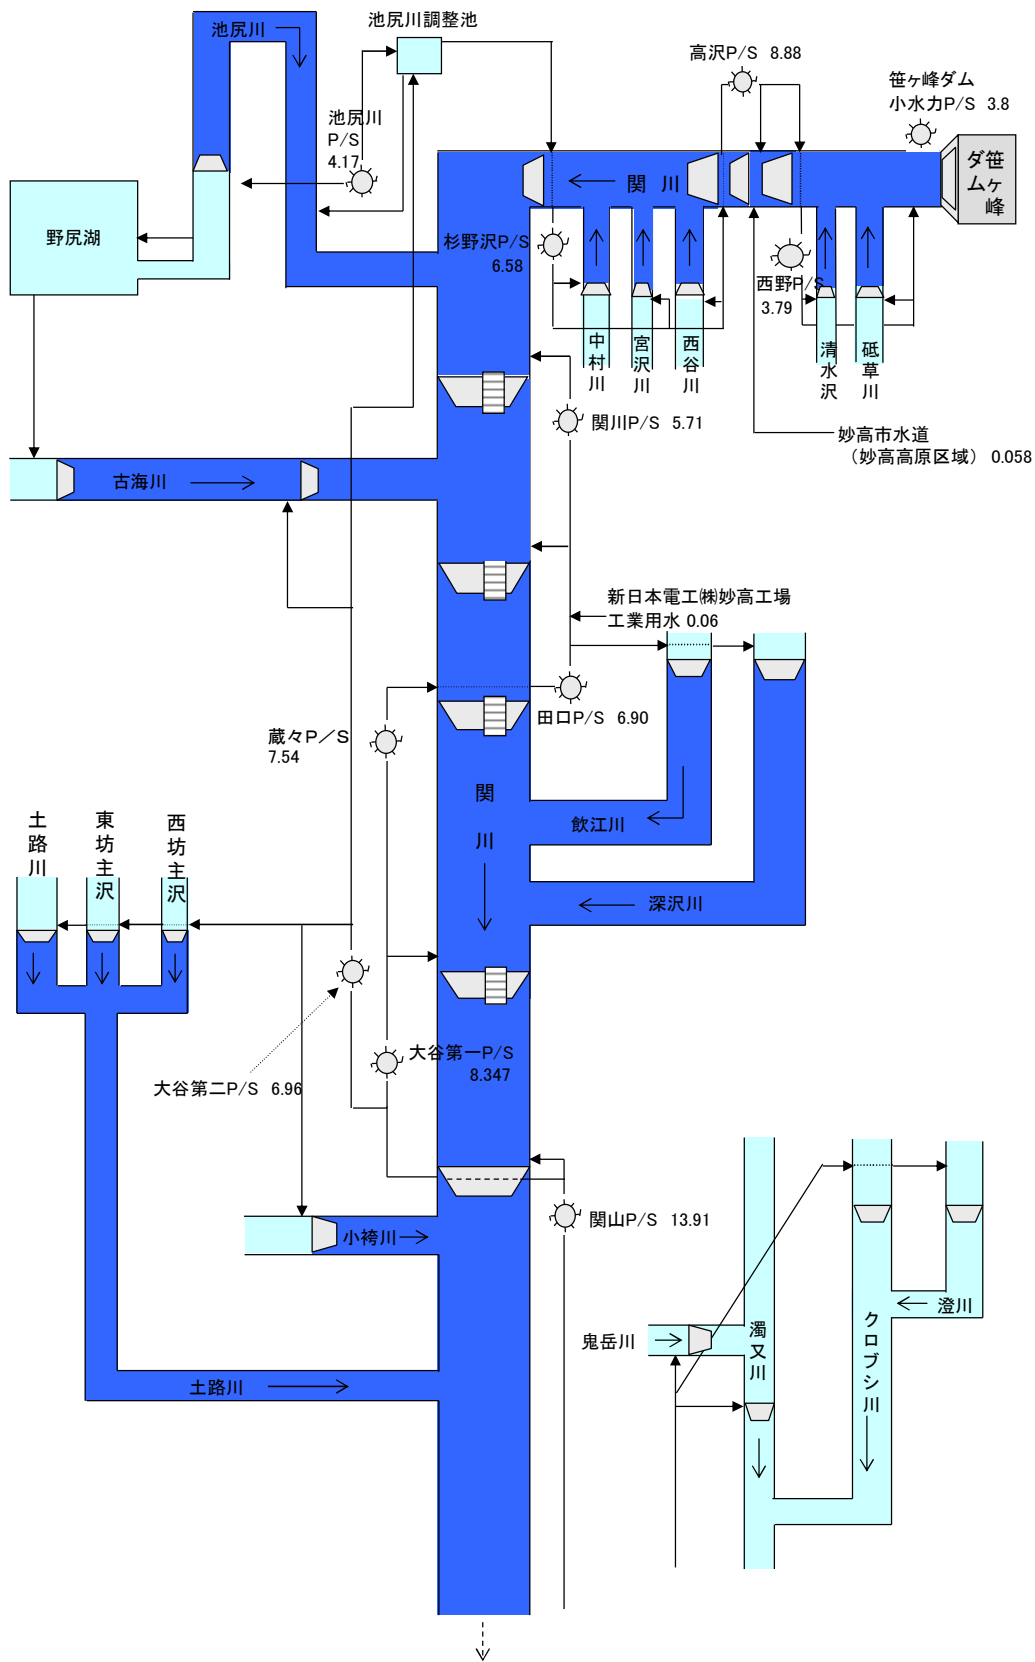 池尻川
池尻川調整池
高沢P/S 8.88
笹ヶ峰ダム
小水力P/S 3.8
池尻川
P/S
4.17
笹ヶ峰
ダム
関川
野尻湖
杉野沢P/S
6.58
西野P/S
3.79
中村川
宮沢川
西谷川
清水沢
砥草川
関川P/S 5.71
妙高市水道
（妙高高原区域） 0.058
古海川
新日本電工㈱妙高工場
工業用水 0.06
田口P/S 6.90
蔵々P／S
7.54
関川
飲江川
土路川
東坊主沢
西坊主沢
深沢川
大谷第一P/S
8.347
大谷第二P/S 6.96
関山P/S 13.91
小袴川
澄川
鬼岳川
濁又川
クロブシ川
土路川